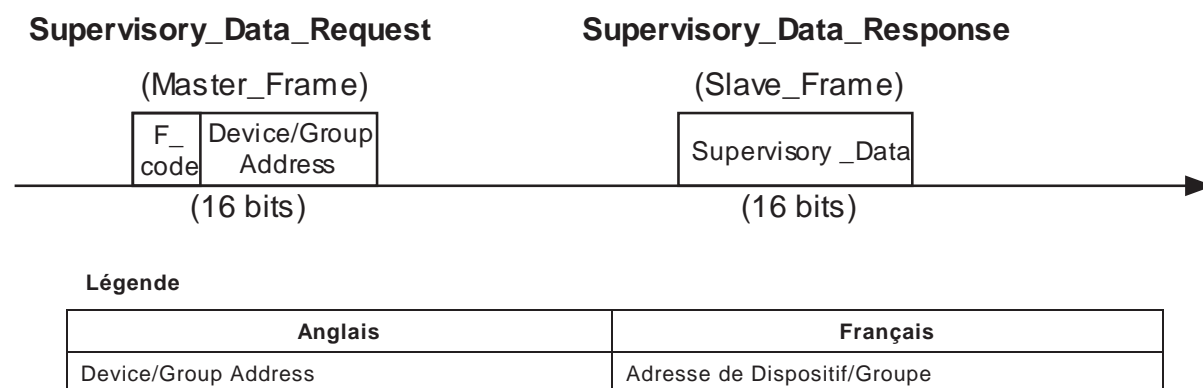 Supervisory_Data_Request Supervisory_Data_Response
(Master_Frame) (Slave_Frame)
F_
code
Device/Group
Address
Supervisory _Data
(16 bits) (16 bits)
Légende
Anglais Français
Device/Group Address Adresse de Dispositif/Groupe